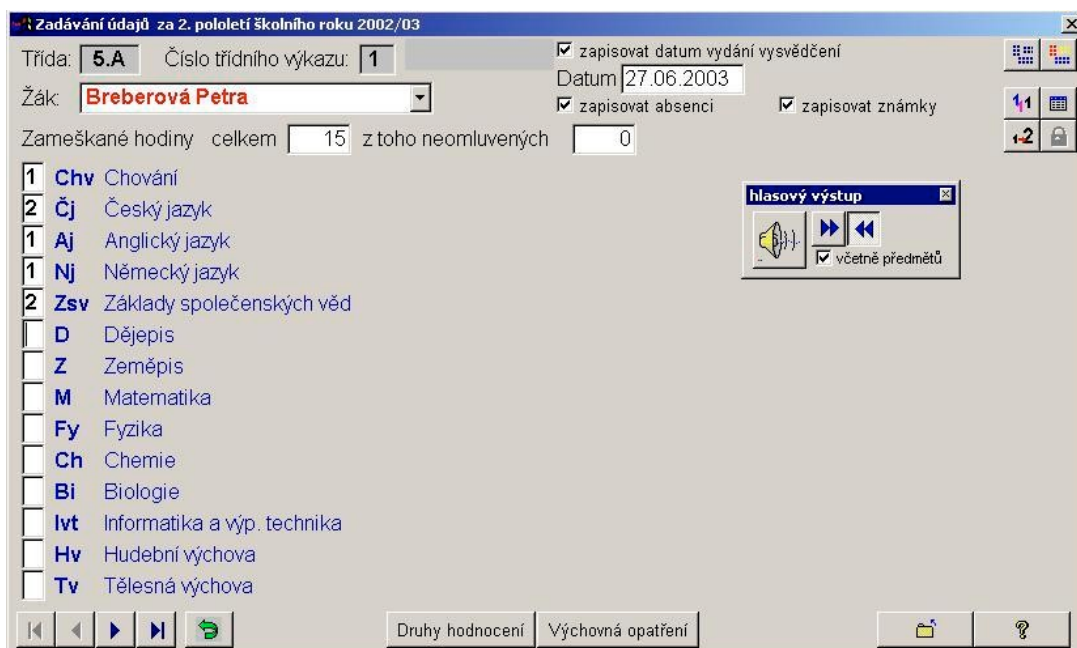 Zadávání údajů za 2. pololetí školního roku 2002/03
Třída: 5.A Číslo třídního výkazu: 1
zapisovat datum vydání vysvědčení
Datum 27.06.2003
Žák: Breberová Petra
zapisovat absenci zapisovat známky
Zameškané hodiny celkem 15 z toho neomluvených 0
1 Chv Chování
2 Čj Český jazyk
1 Aj Anglický jazyk
1 Nj Německý jazyk
2 Zsv Základy společenských věd
D Dějepis
Z Zeměpis
M Matematika
Fy Fyzika
Ch Chemie
Bi Biologie
Ivt Informatika a výp. technika
Hv Hudební výchova
Tv Tělesná výchova
hlasový výstup
včetně předmětů
Druhy hodnocení Výchovná opatření ?